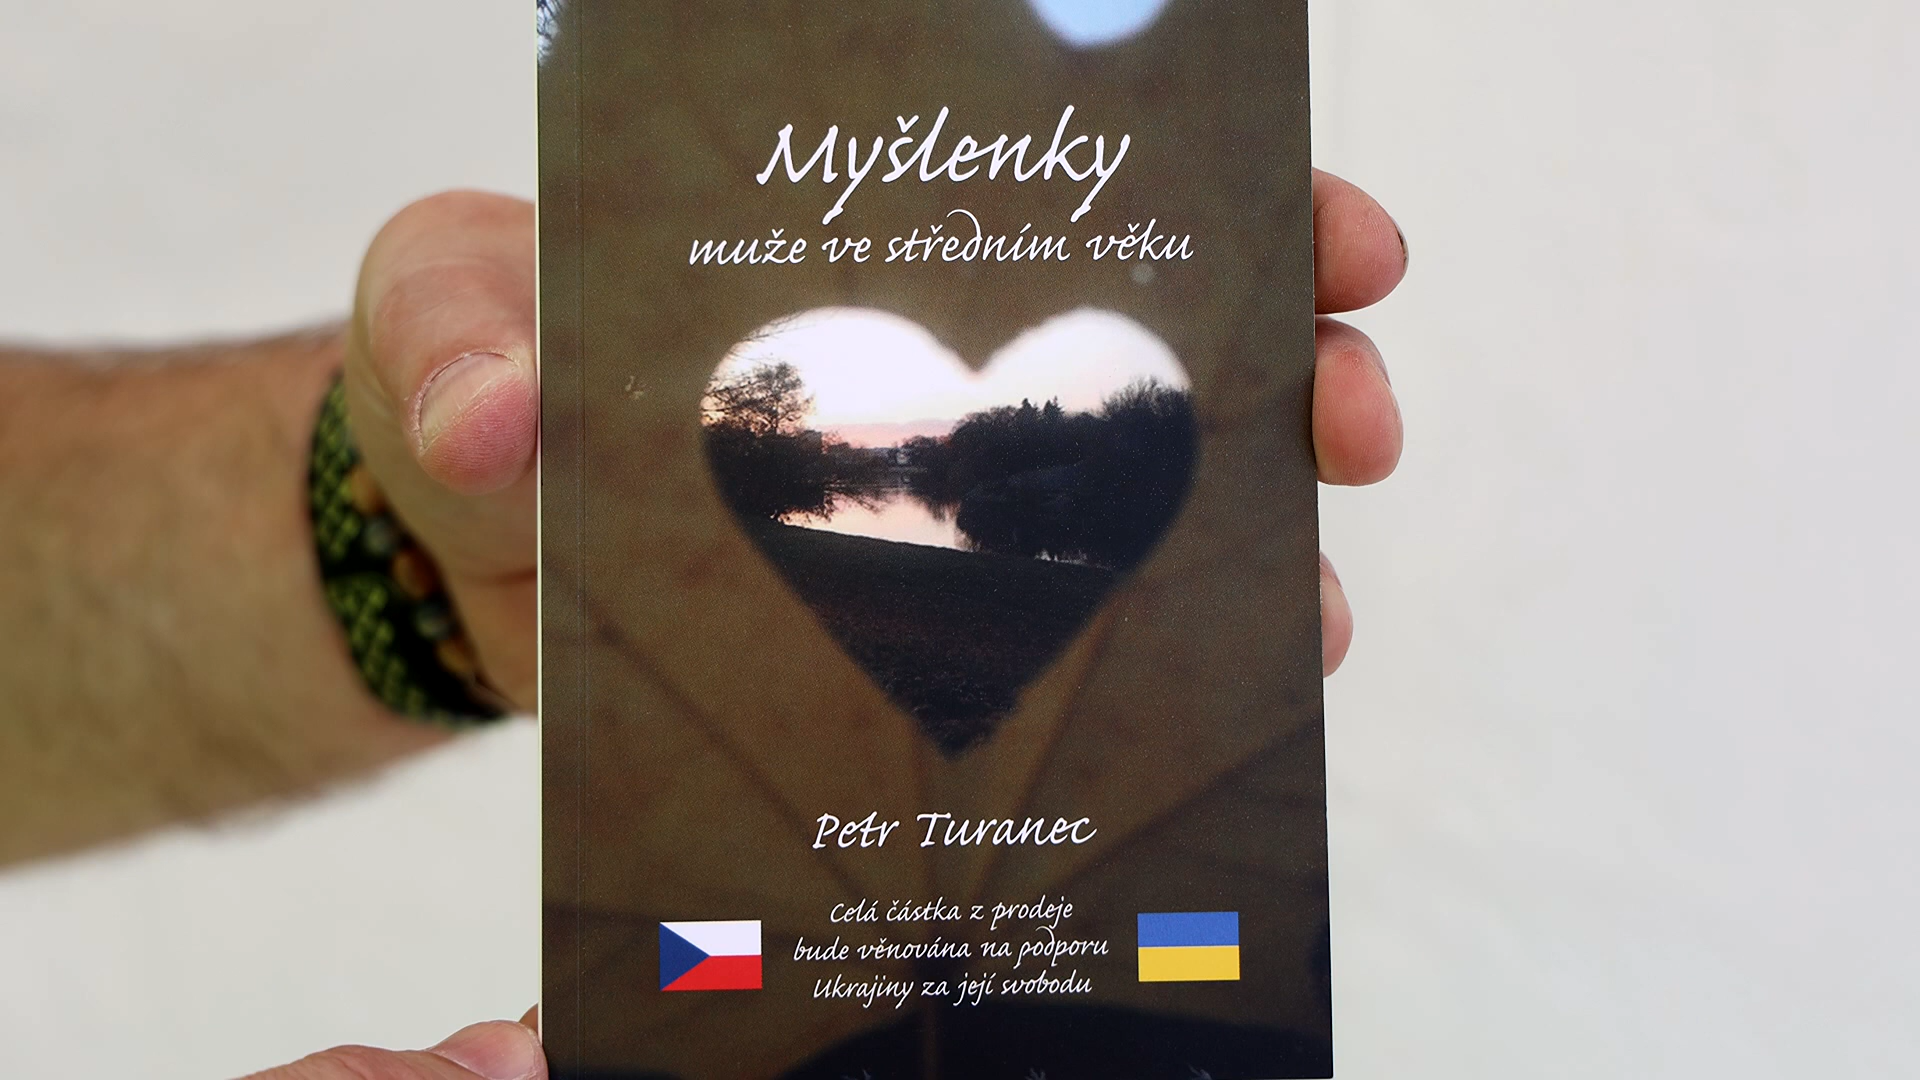 Myšlenky
muže ve středním věku
Petr Turanec
Celá částka z prodeje
bude věnována na podporu
Ukrajiny za její svobodu